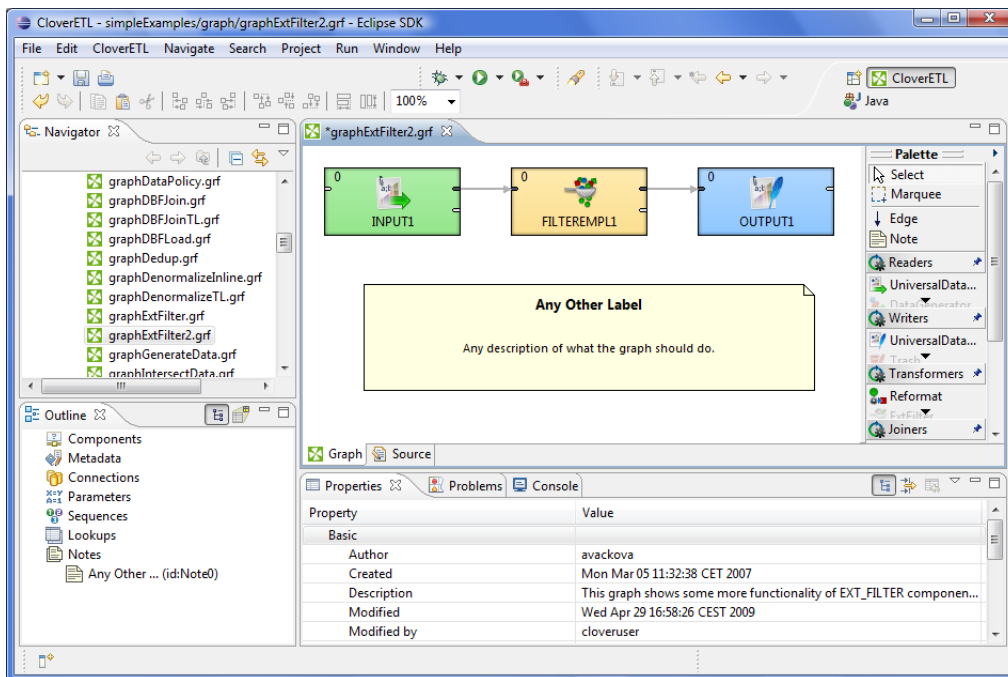 CloverETL - simpleExamples/graph/graphExtFilter2.grf - Eclipse SDK
File Edit CloverETL Navigate Search Project Run Window Help
CloverETL
100%
Java
Navigator
graphDataPolicy.grf
graphDBFJoin.grf
graphDBFJoinTL.grf
graphDBFLoad.grf
graphDedup.grf
graphDenormalizeInline.grf
graphDenormalizeTL.grf
graphExtFilter.grf
graphExtFilter2.grf
graphGenerateData.grf
graphIntersectData.grf
*graphExtFilter2.grf
0
INPUT1
0
FILTEREMPL1
0
OUTPUT1
Any Other Label
Any description of what the graph should do.
Palette
Select
Marquee
Edge
Note
Readers
UniversalData...
DataGenerator
Writers
UniversalData...
Trash
Transformers
Reformat
ExtFilter
Joiners
Graph Source
Outline
Components
Metadata
Connections
Parameters
Sequences
Lookups
Notes
Any Other ... (id:Note0)
Properties Problems Console
Property Value
Basic
Author avackova
Created Mon Mar 05 11:32:38 CET 2007
Description This graph shows some more functionality of EXT_FILTER componen...
Modified Wed Apr 29 16:58:26 CEST 2009
Modified by cloveruser